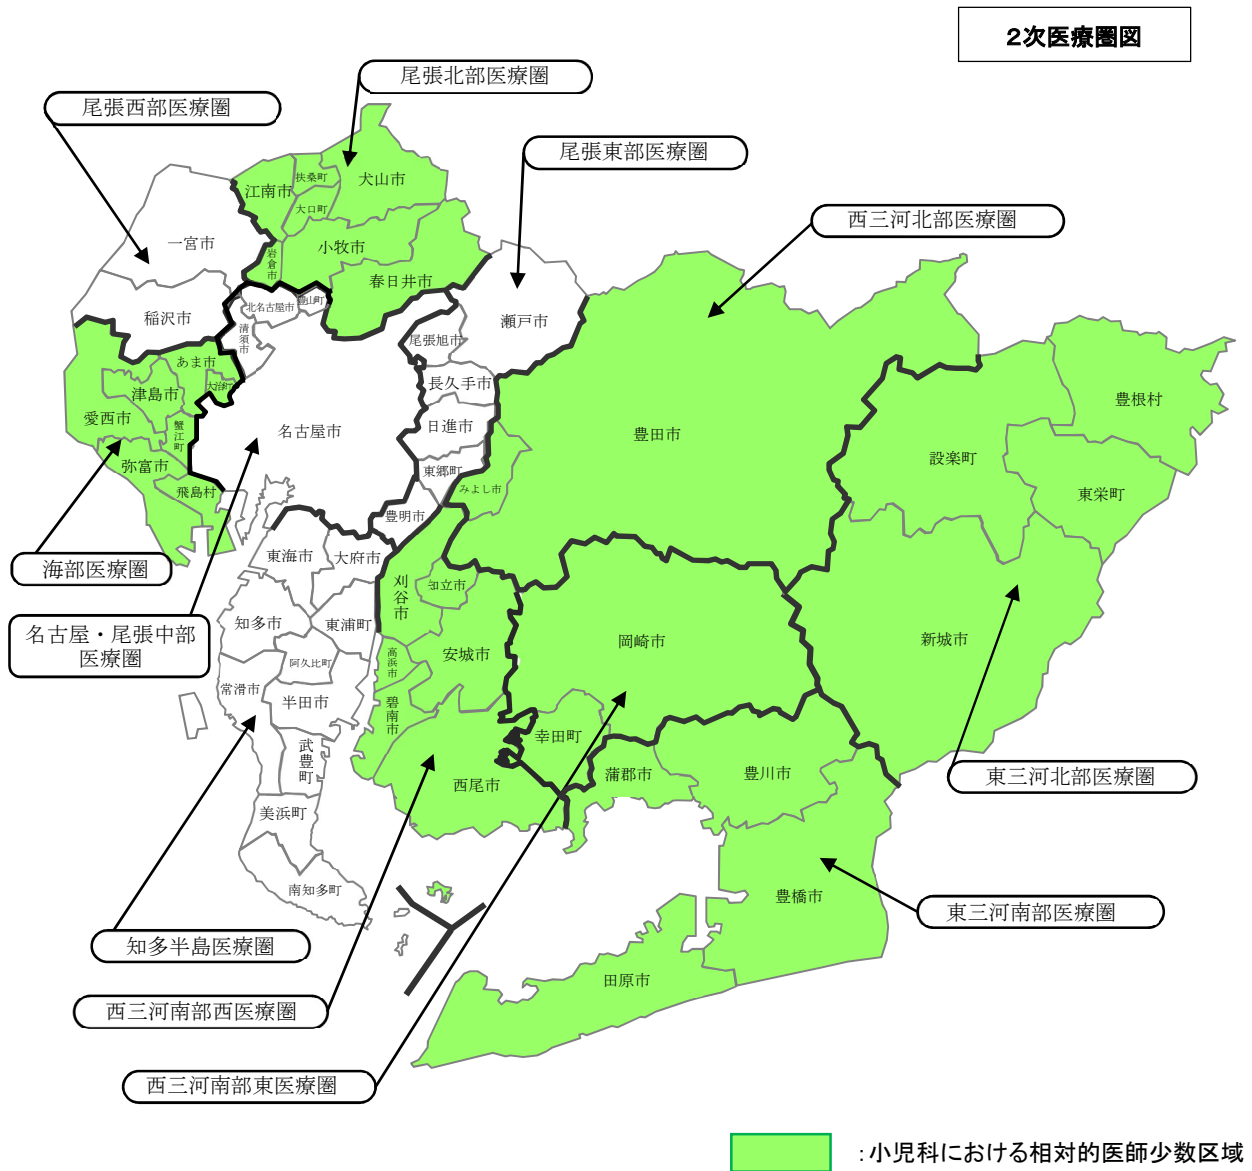 ２次医療圏図
尾張北部医療圏
尾張西部医療圏
尾張東部医療圏
西三河北部医療圏
江南市
扶桑町
犬山市
大口町
一宮市
岩倉市
小牧市
春日井市
稲沢市
北名古屋市
豊山町
清須市
瀬戸市
尾張旭市
あま市
大治町
津島市
愛西市
蟹江町
弥富市
飛島村
名古屋市
長久手市
日進市
東郷町
みよし市
豊明市
豊田市
設楽町
豊根村
東栄町
新城市
海部医療圏
名古屋・尾張中部
医療圏
東海市
大府市
知多市
東浦町
阿久比町
常滑市
半田市
武豊町
美浜町
南知多町
刈谷市
知立市
高浜市
安城市
碧南市
西尾市
岡崎市
幸田町
蒲郡市
豊川市
豊橋市
田原市
東三河北部医療圏
東三河南部医療圏
知多半島医療圏
西三河南部西医療圏
西三河南部東医療圏
：小児科における相対的医師少数区域